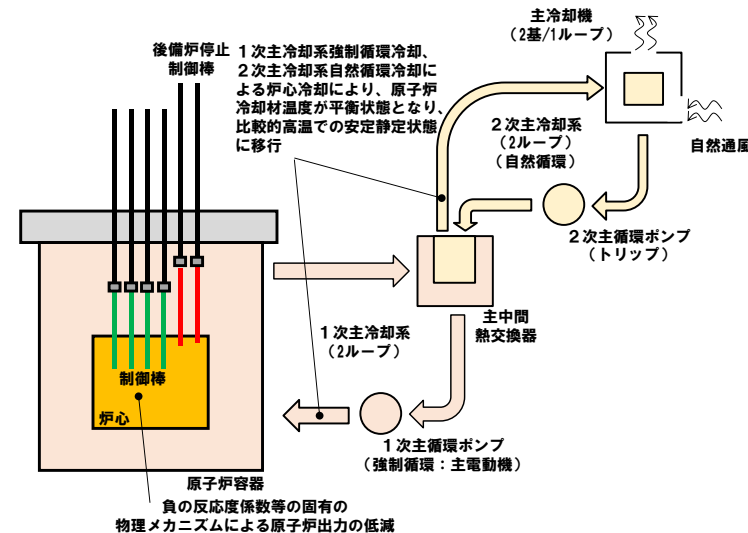 主冷却機
（2基/1ループ）
後備炉停止
制御棒
１次主冷却系強制循環冷却、
２次主冷却系自然循環冷却に
よる炉心冷却により、原子炉
冷却材温度が平衡状態となり、
比較的高温での安定静定状態
に移行
２次主冷却系
（2ループ）
（自然循環）
自然通風
２次主循環ポンプ
（トリップ）
主中間
熱交換器
１次主冷却系
（2ループ）
制御棒
炉心
１次主循環ポンプ
（強制循環：主電動機）
原子炉容器
負の反応度係数等の固有の
物理メカニズムによる原子炉出力の低減